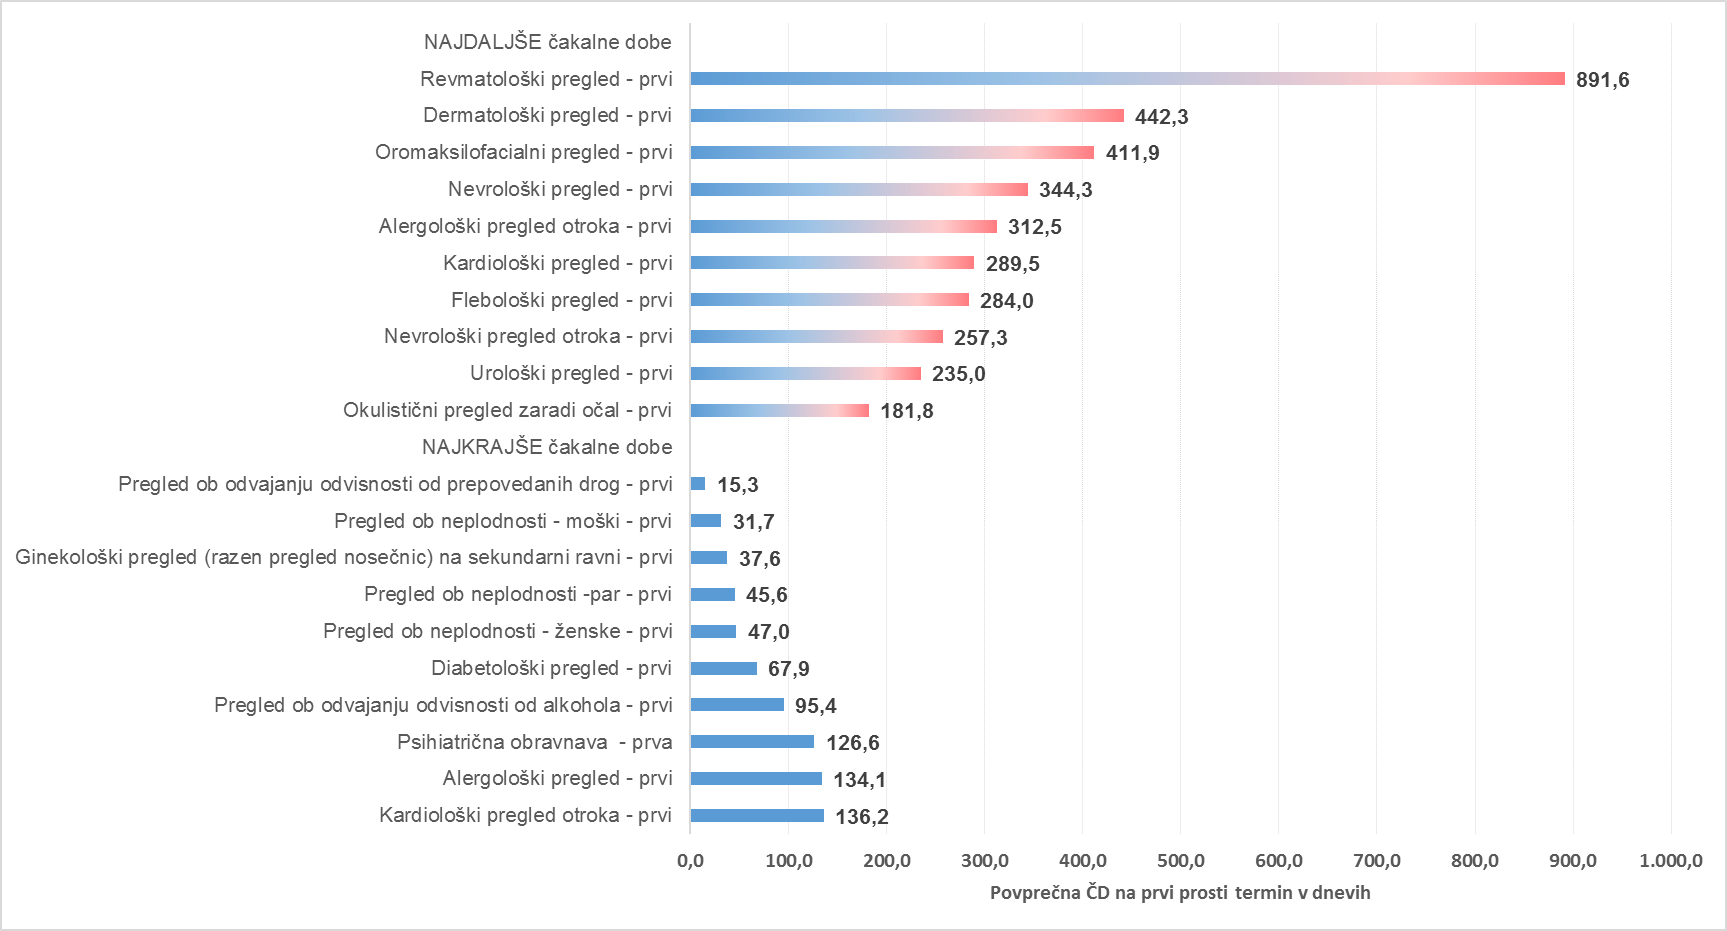 NAJDALJŠE čakalne dobe
Revmatološki pregled - prvi 891,6
Dermatološki pregled - prvi 442,3
Oromaksilofacialni pregled - prvi 411,9
Nevrološki pregled - prvi 344,3
Alergološki pregled otroka - prvi 312,5
Kardiološki pregled - prvi 289,5
Flebološki pregled - prvi 284,0
Nevrološki pregled otroka - prvi 257,3
Urološki pregled - prvi 235,0
Okulistični pregled zaradi očal - prvi 181,8
NAJKRAJŠE čakalne dobe
Pregled ob odvajanju odvisnosti od prepovedanih drog - prvi 15,3
Pregled ob neplodnosti - moški - prvi 31,7
Ginekološki pregled (razen pregled nosečnic) na sekundarni ravni - prvi 37,6
Pregled ob neplodnosti -par - prvi 45,6
Pregled ob neplodnosti - ženske - prvi 47,0
Diabetološki pregled - prvi 67,9
Pregled ob odvajanju odvisnosti od alkohola - prvi 95,4
Psihiatrična obravnava  - prva 126,6
Alergološki pregled - prvi 134,1
Kardiološki pregled otroka - prvi 136,2
0,0 100,0 200,0 300,0 400,0 500,0 600,0 700,0 800,0 900,0 1.000,0
Povprečna ČD na prvi prosti termin v dnevih